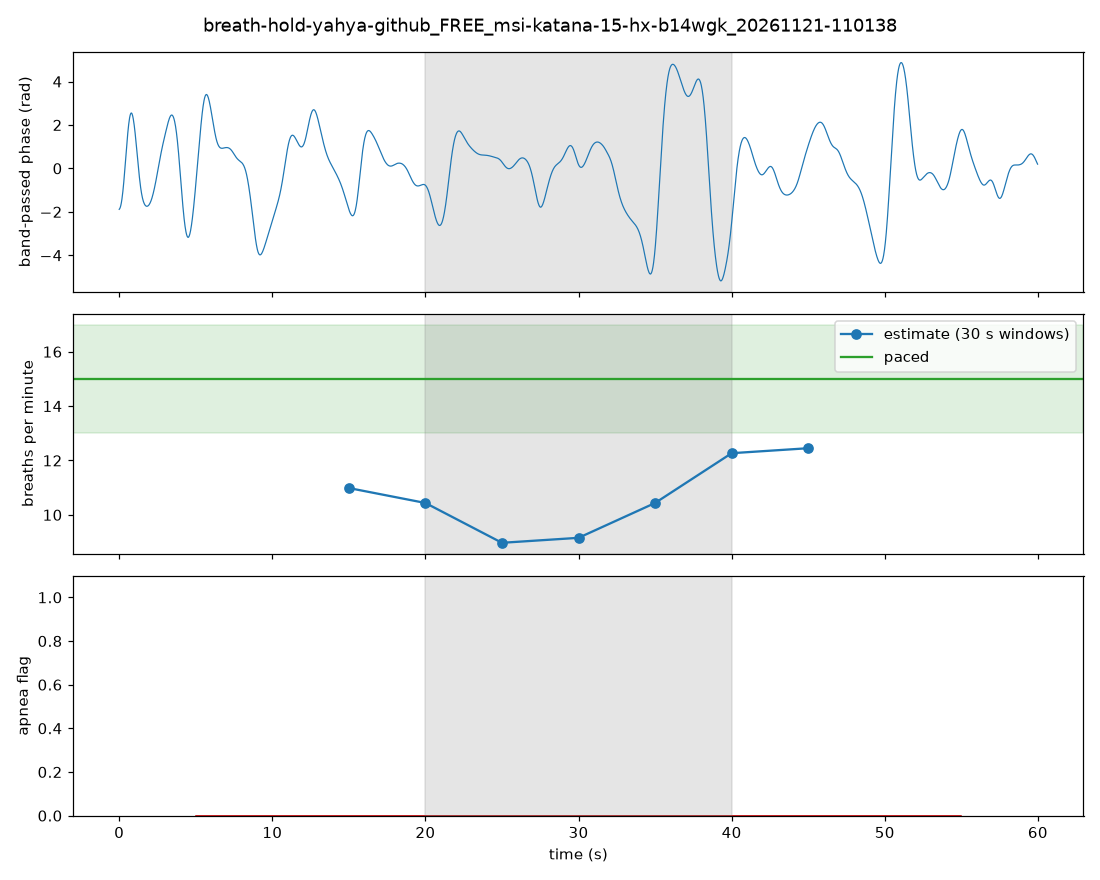 breath-hold-yahya-github_FREE_msi-katana-15-hx-b14wgk_20261121-110138
band-passed phase (rad)
4
2
0
−2
−4
breaths per minute
16
14
12
10
estimate (30 s windows)
paced
apnea flag
1.0
0.8
0.6
0.4
0.2
0.0
0 10 20 30 40 50 60
time (s)